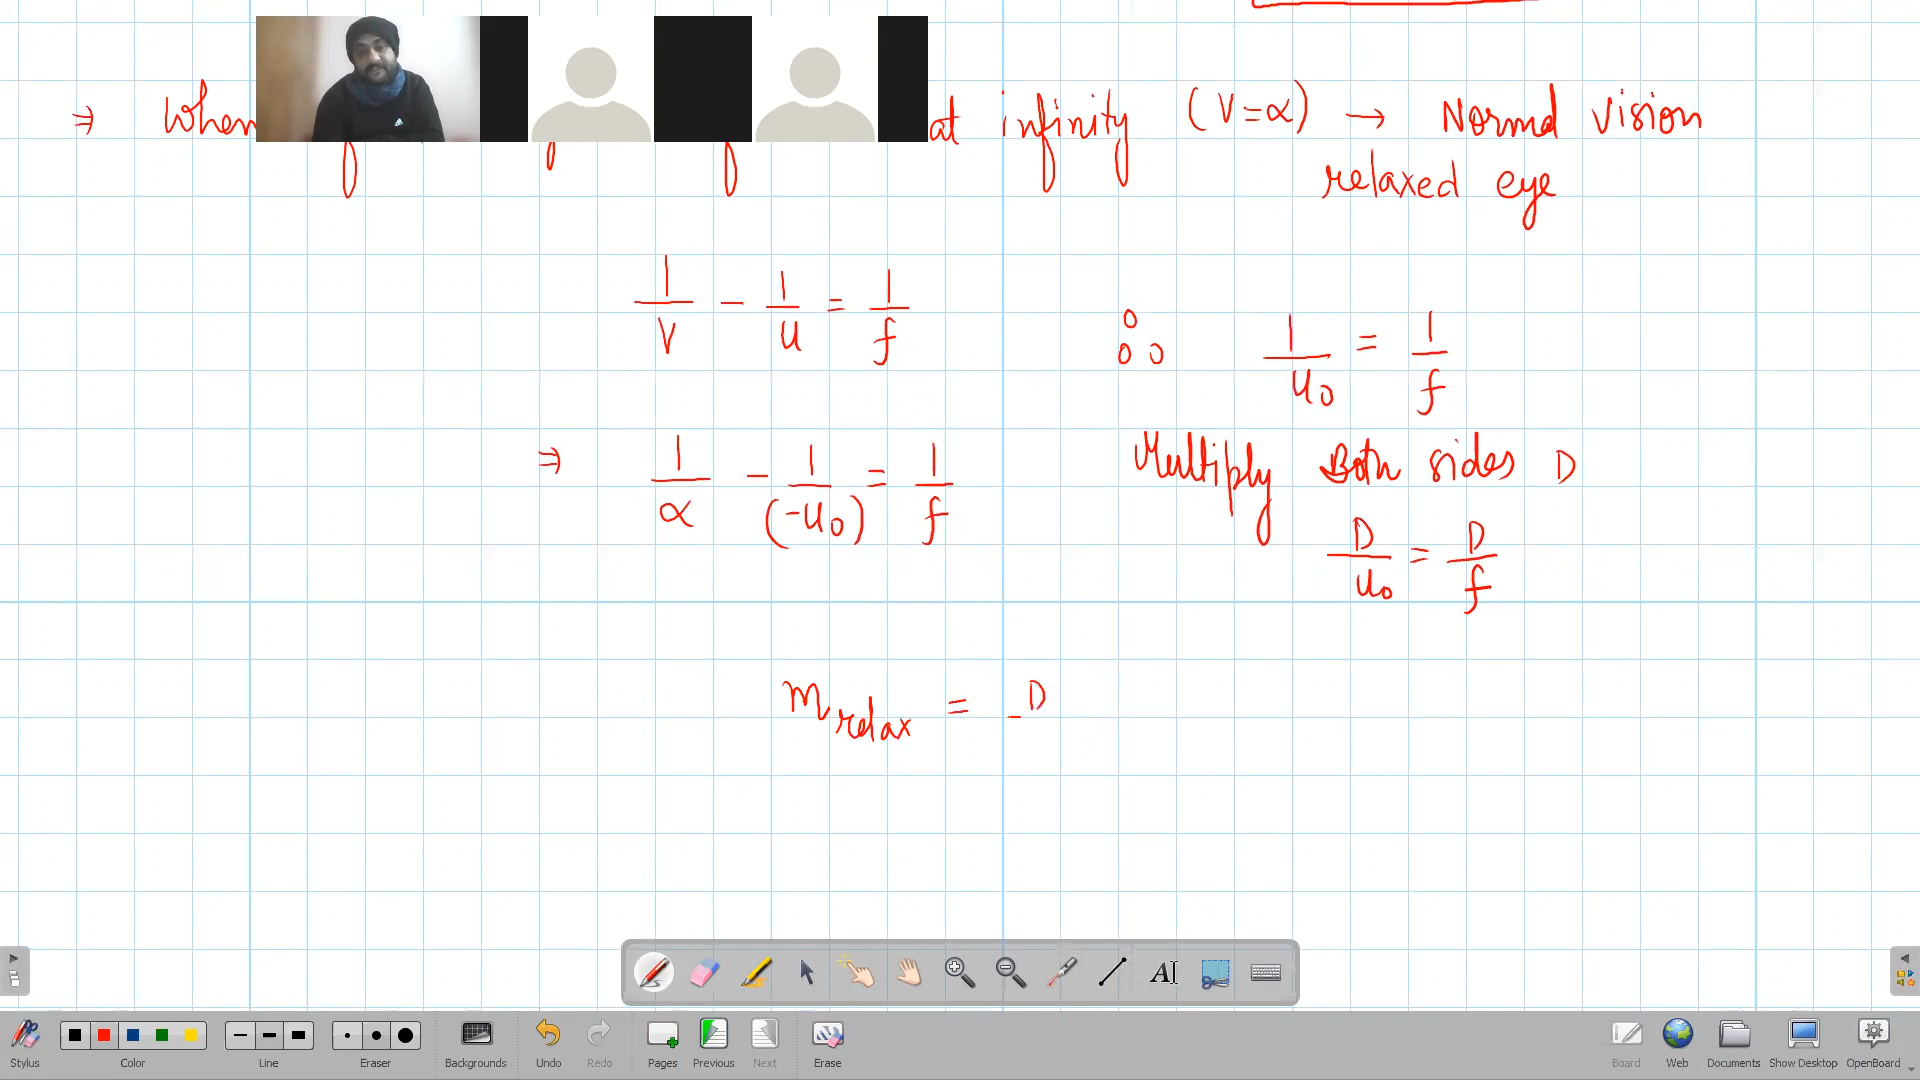 ⇒ When at infinity (V=α) → Normal vision
relaxed eye
1/V - 1/u = 1/f
⇒ 1/α - 1/(-u₀) = 1/f
∴ 1/u₀ = 1/f
Multiply Both sides D
D/u₀ = D/f
m relax = D
Stylus Color Line Eraser Backgrounds Undo Redo Pages Previous Next Erase Board Web Documents Show Desktop OpenBoard